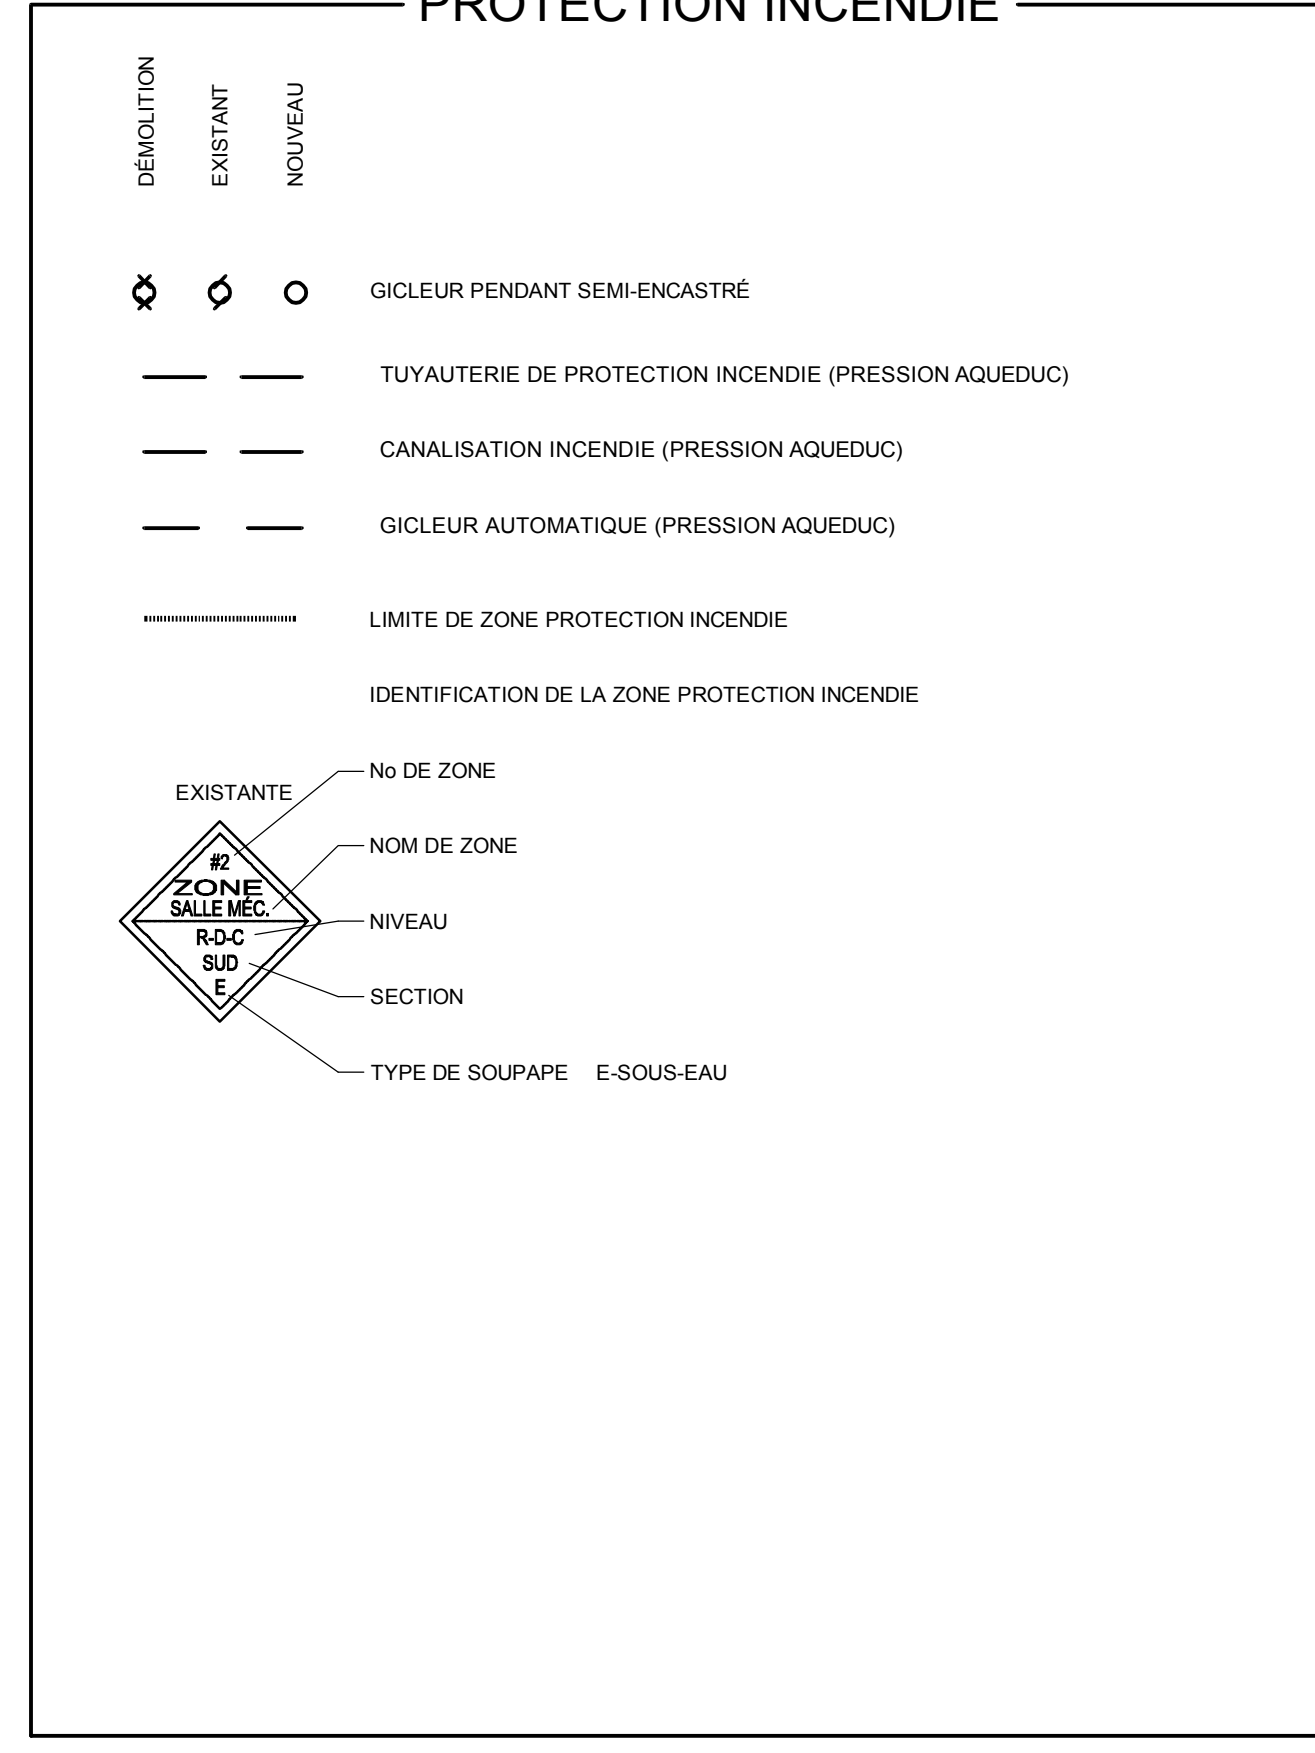 PROTECTION INCENDIE
DÉMOLITION
EXISTANT
NOUVEAU
GICLEUR PENDANT SEMI-ENCASTRÉ
TUYAUTERIE DE PROTECTION INCENDIE (PRESSION AQUEDUC)
CANALISATION INCENDIE (PRESSION AQUEDUC)
GICLEUR AUTOMATIQUE (PRESSION AQUEDUC)
LIMITE DE ZONE PROTECTION INCENDIE
IDENTIFICATION DE LA ZONE PROTECTION INCENDIE
EXISTANTE
#2
ZONE
SALLE MÉC.
R-D-C
SUD
E
No DE ZONE
NOM DE ZONE
NIVEAU
SECTION
TYPE DE SOUPAPE E-SOUS-EAU